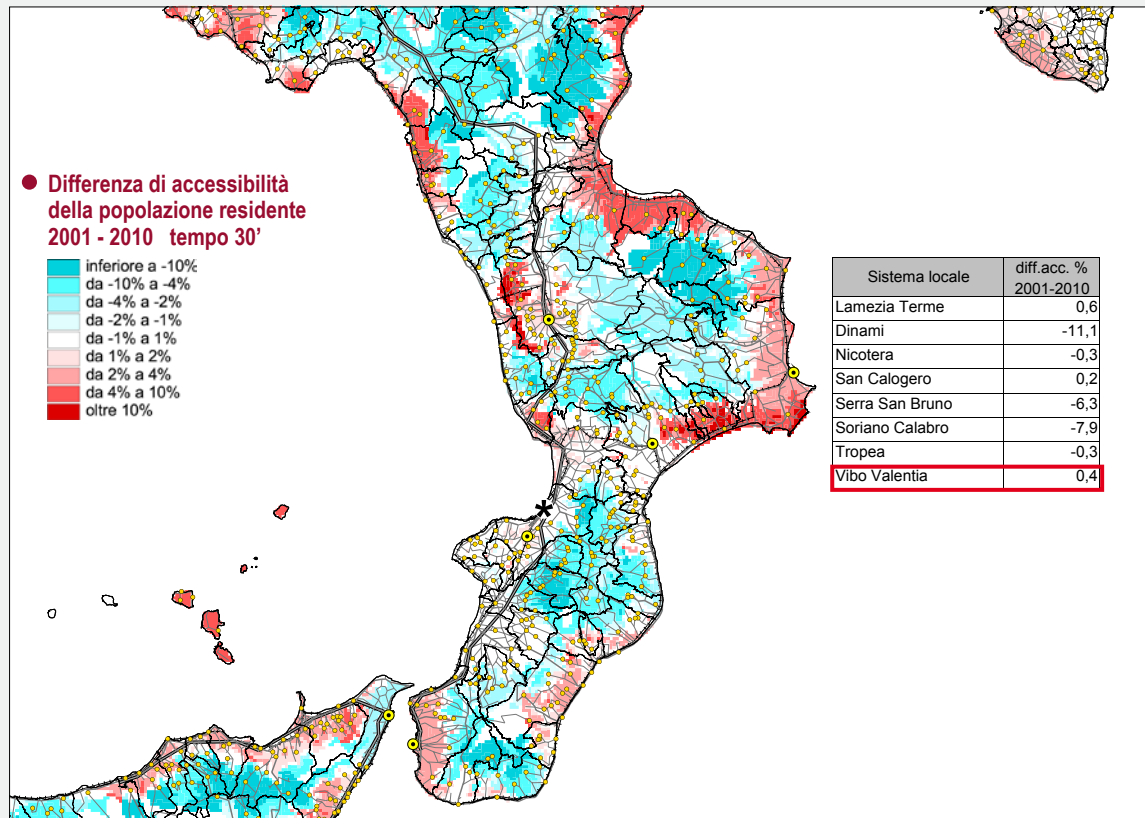 Differenza di accessibilità
della popolazione residente
2001 - 2010 tempo 30'
inferiore a -10%
da -10% a -4%
da -4% a -2%
da -2% a -1%
da -1% a 1%
da 1% a 2%
da 2% a 4%
da 4% a 10%
oltre 10%
Sistema locale diff.acc. % 2001-2010
Lamezia Terme 0,6
Dinami -11,1
Nicotera -0,3
San Calogero 0,2
Serra San Bruno -6,3
Soriano Calabro -7,9
Tropea -0,3
Vibo Valentia 0,4
*